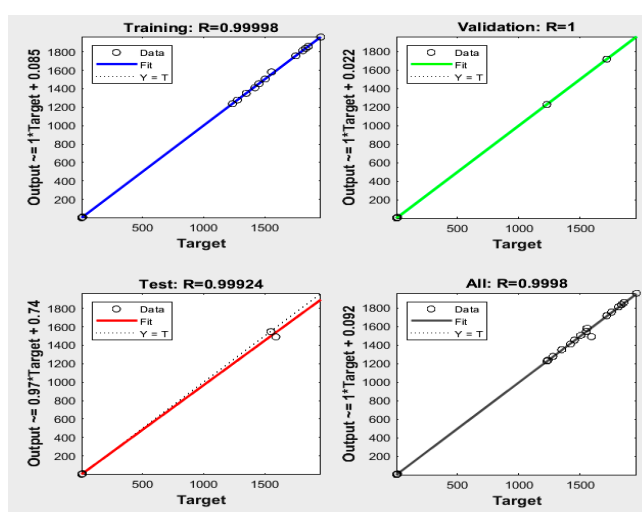 Training: R=0.99998
Output ~= 1*Target + 0.085
1800
1600
1400
1200
1000
800
600
400
200
Data
Fit
Y = T
500
1000
1500
Target
Validation: R=1
Output ~= 1*Target + 0.022
1800
1600
1400
1200
1000
800
600
400
200
Data
Fit
Y = T
500
1000
1500
Target
Test: R=0.99924
Output ~= 0.97*Target + 0.74
1800
1600
1400
1200
1000
800
600
400
200
Data
Fit
Y = T
500
1000
1500
Target
All: R=0.9998
Output ~= 1*Target + 0.092
1800
1600
1400
1200
1000
800
600
400
200
Data
Fit
Y = T
500
1000
1500
Target